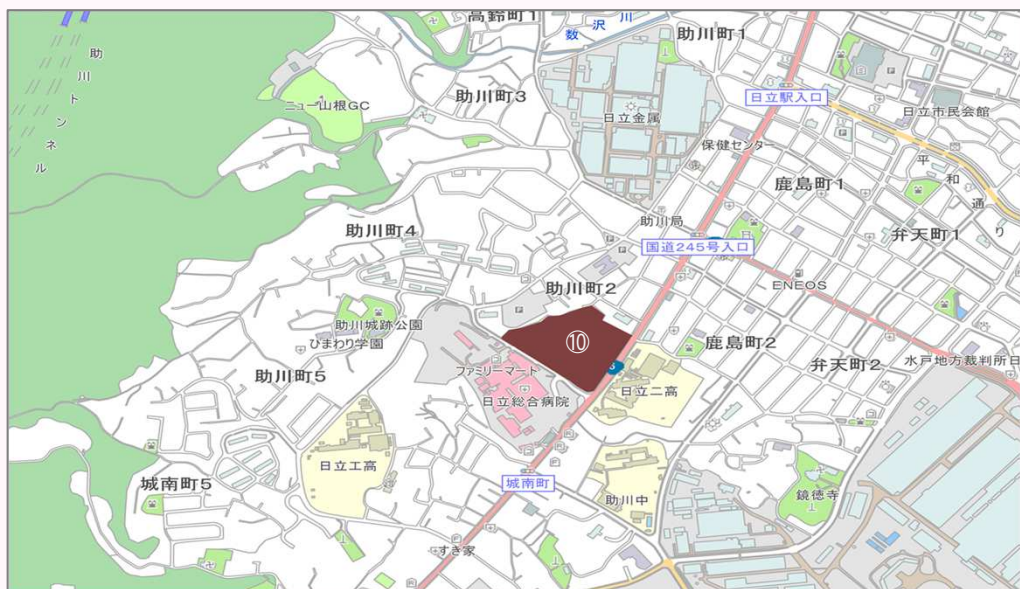 高鈴町1
数沢川
助川町1
助川トンネル
日立駅入口
助川町3
ニュー山根GC
日立金属
日立市民会館
保健センター
平和通り
鹿島町1
助川局
助川町4
国道245号入口
弁天町1
ENEOS
助川町2
助川城跡公園
⑩
鹿島町2
ひまわり学園
弁天町2
水戸地方裁判所日
助川町5
ファミリーマート
6
日立二高
日立総合病院
日立工高
城南町5
城南町
助川中
鏡徳寺
すき家